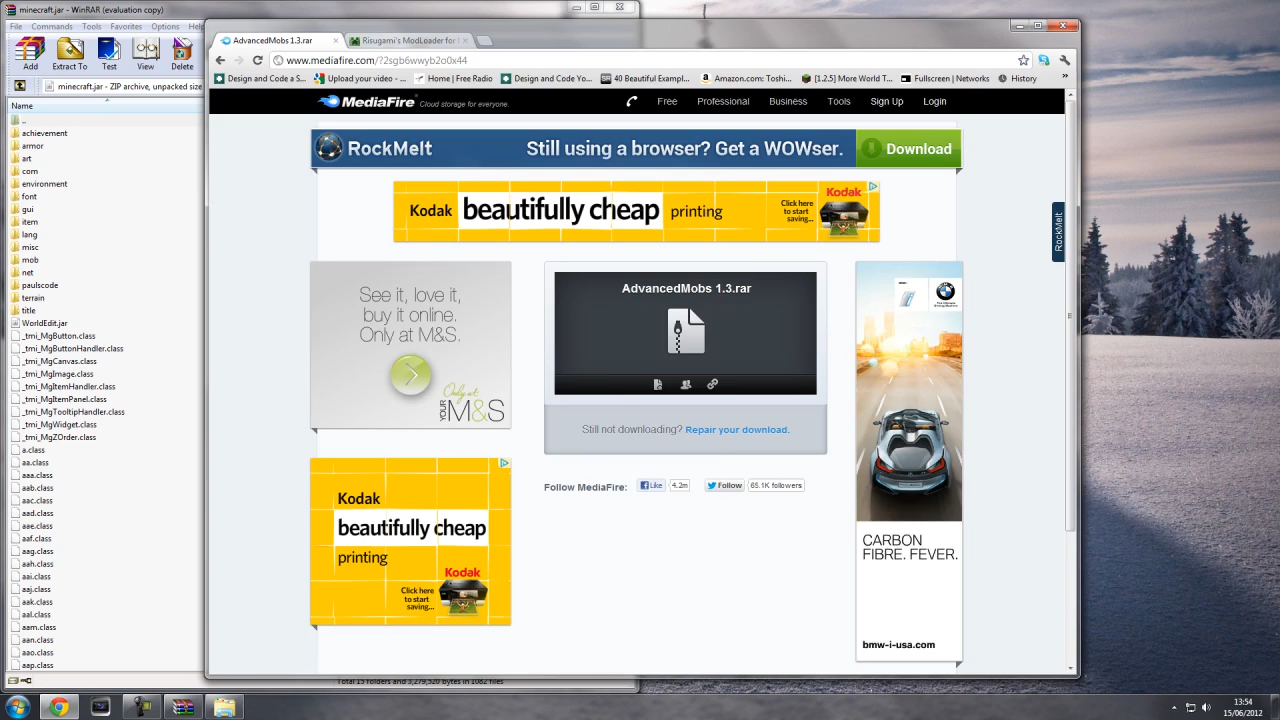 minecraft.jar - WinRAR (evaluation copy)
File Commands Tools Favorites Options
Add Extract To Test View Delete
minecraft.jar - ZIP archive, unpacked size
Name
..
achievement
armor
art
com
environment
font
gui
item
lang
misc
mob
net
paulscode
terrain
title
WorldEdit.jar
_tmi_MgButton.class
_tmi_MgButtonHandler.class
_tmi_MgCanvas.class
_tmi_MgImage.class
_tmi_MgItemHandler.class
_tmi_MgItemPanel.class
_tmi_MgTooltipHandler.class
_tmi_MgWidget.class
_tmi_MgZOrder.class
a.class
aa.class
aaa.class
aab.class
aac.class
aad.class
aae.class
aaf.class
aag.class
aah.class
aai.class
aaj.class
aak.class
aal.class
aam.class
aan.class
aao.class
aap.class
Total 15 folders and 3,279,520 bytes in 1082 files
AdvancedMobs 1.3.rar
Risugami's ModLoader for
www.mediafire.com/?2sgb6wwyb2o0x44
Design and Code a S...
Upload your video - ...
Home | Free Radio
Design and Code You...
40 Beautiful Exampl...
Amazon.com: Toshi...
[1.2.5] More World T...
Fullscreen | Networks
History
MediaFire Cloud storage for everyone.
Free Professional Business Tools Sign Up Login
RockMelt Still using a browser? Get a WOWser. Download
Kodak beautifully cheap printing
Click here
to start
saving...
Kodak
RockMelt
See it, love it,
buy it online.
Only at M&S.
Only at
YOUR M&S
AdvancedMobs 1.3.rar
Still not downloading? Repair your download.
Follow MediaFire: Like 4.2m Follow 65.1K followers
Kodak
beautifully cheap
printing
Kodak
Click here
to start
saving...
BMW
CARBON
FIBRE. FEVER.
bmw-i-usa.com
13:54
15/06/2012